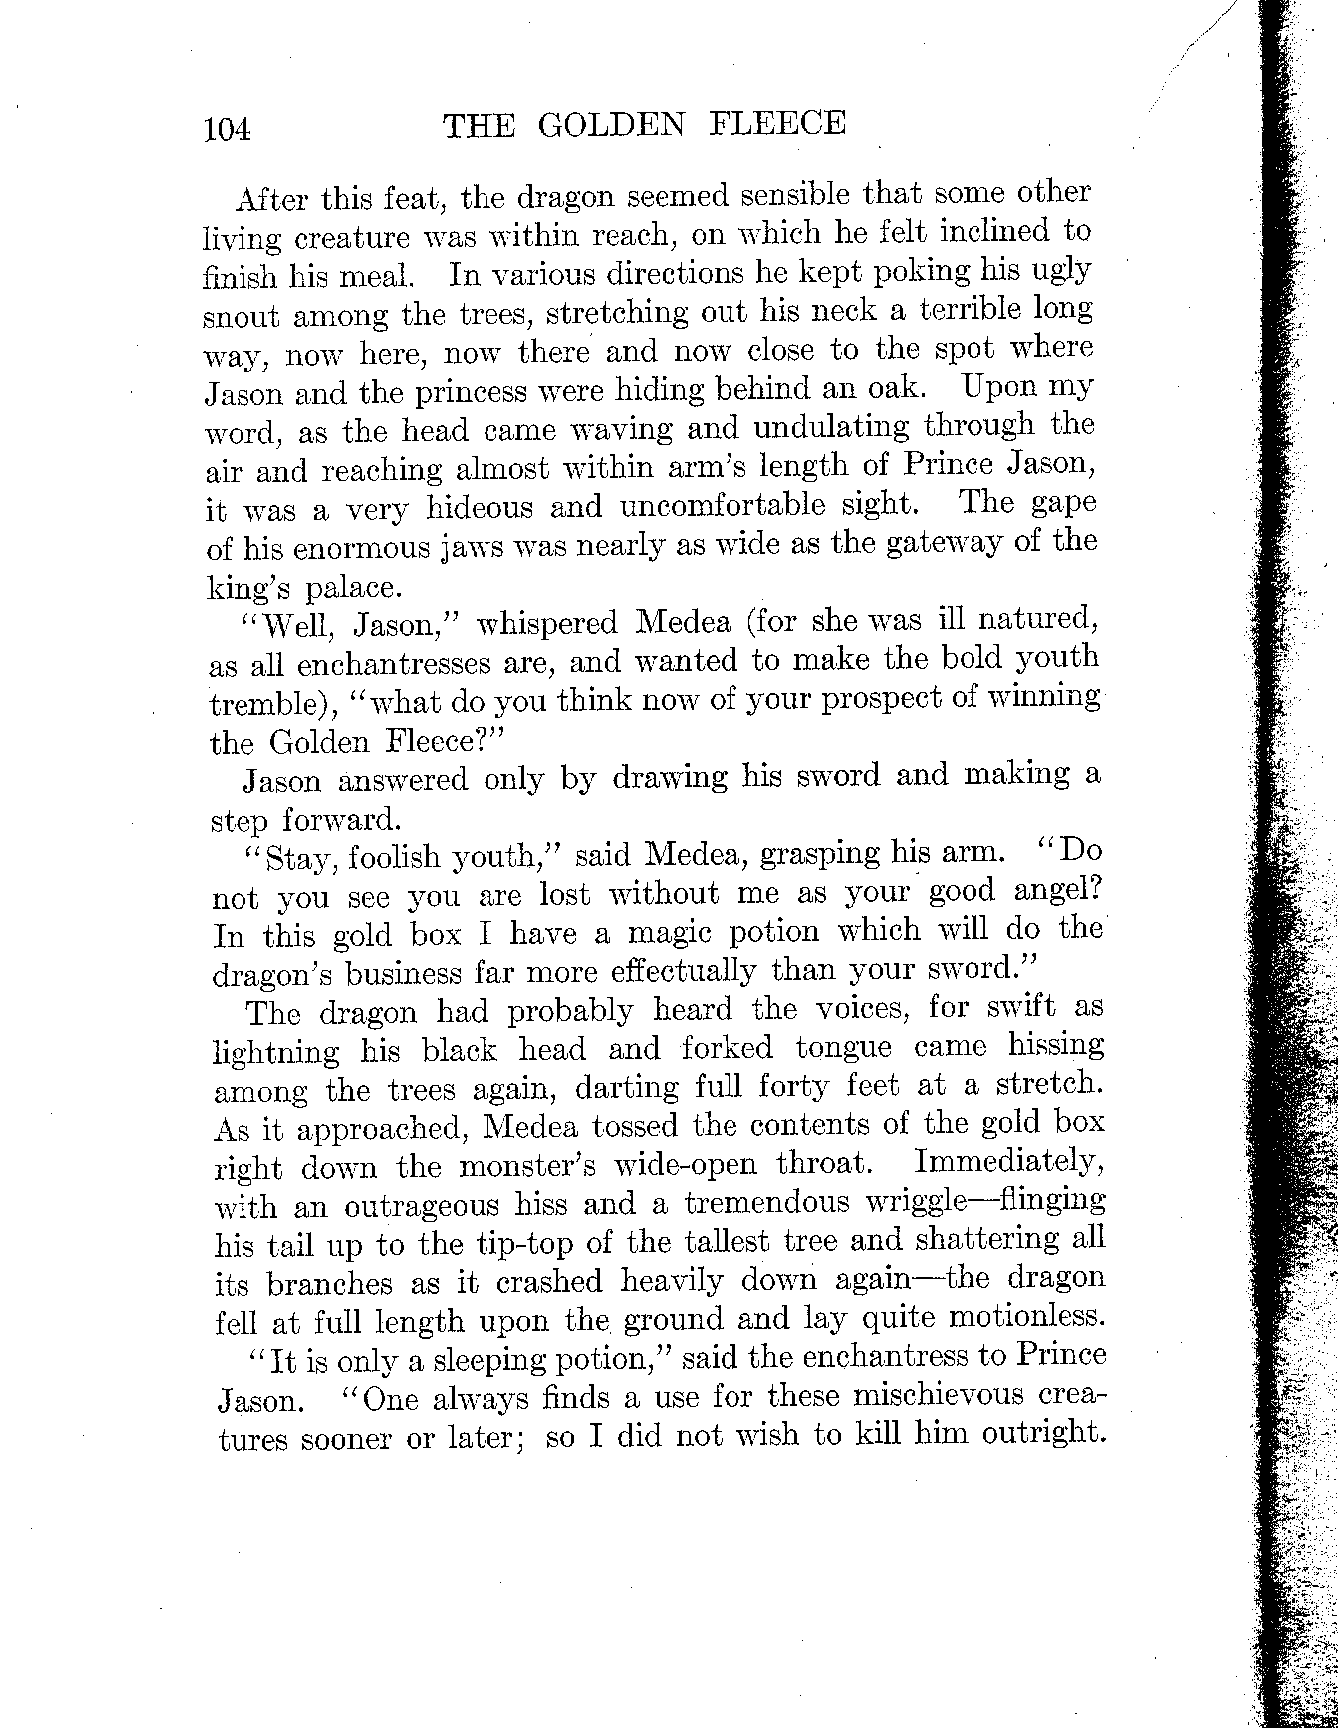 104 THE GOLDEN FLEECE
After this feat, the dragon seemed sensible that some other
living creature was within reach, on which he felt inclined to
finish his meal. In various directions he kept poking his ugly
snout among the trees, stretching out his neck a terrible long
way, now here, now there and now close to the spot where
Jason and the princess were hiding behind an oak. Upon my
word, as the head came waving and undulating through the
air and reaching almost within arm's length of Prince Jason,
it was a very hideous and uncomfortable sight. The gape
of his enormous jaws was nearly as wide as the gateway of the
king's palace.
"Well, Jason," whispered Medea (for she was ill natured,
as all enchantresses are, and wanted to make the bold youth
tremble), "what do you think now of your prospect of winning
the Golden Fleece?"
Jason answered only by drawing his sword and making a
step forward.
"Stay, foolish youth," said Medea, grasping his arm. "Do
not you see you are lost without me as your good angel?
In this gold box I have a magic potion which will do the
dragon's business far more effectually than your sword."
The dragon had probably heard the voices, for swift as
lightning his black head and forked tongue came hissing
among the trees again, darting full forty feet at a stretch.
As it approached, Medea tossed the contents of the gold box
right down the monster's wide-open throat. Immediately,
with an outrageous hiss and a tremendous wriggle—flinging
his tail up to the tip-top of the tallest tree and shattering all
its branches as it crashed heavily down again—the dragon
fell at full length upon the ground and lay quite motionless.
"It is only a sleeping potion," said the enchantress to Prince
Jason. "One always finds a use for these mischievous crea-
tures sooner or later; so I did not wish to kill him outright.